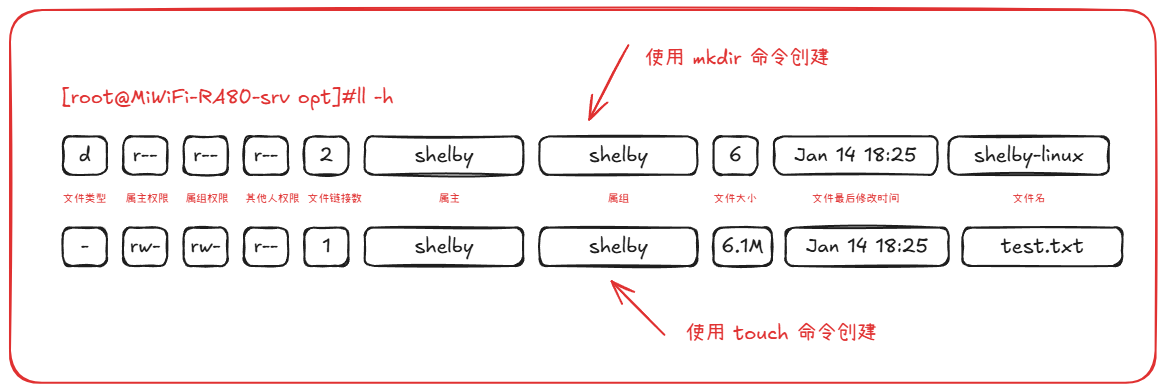 使用 mkdir 命令创建
[root@MiWiFi-RA80-srv opt]#ll -h
d r-- r-- r-- 2 shelby shelby 6 Jan 14 18:25 shelby-linux
文件类型 属主权限 属组权限 其他人权限 文件链接数 属主 属组 文件大小 文件最后修改时间 文件名
- rw- rw- r-- 1 shelby shelby 6.1M Jan 14 18:25 test.txt
使用 touch 命令创建